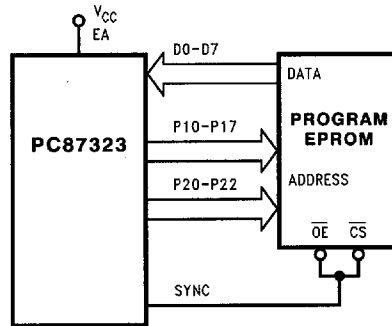 VCC
EA
D0-D7
DATA
PC87323
P10-P17
PROGRAM
EPROM
P20-P22
ADDRESS
OE CS
SYNC